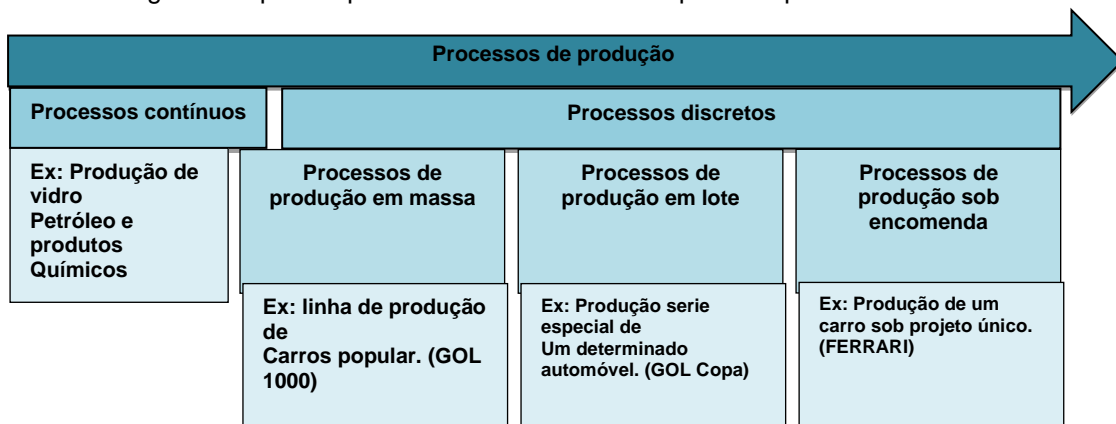 Processos de produção
Processos contínuos
Processos discretos
Ex: Produção de
vidro
Petróleo e
produtos
Químicos
Processos de
produção em massa
Processos de
produção em lote
Processos de
produção sob
encomenda
Ex: linha de produção
de
Carros popular. (GOL
1000)
Ex: Produção serie
especial de
Um determinado
automóvel. (GOL Copa)
Ex: Produção de um
carro sob projeto único.
(FERRARI)